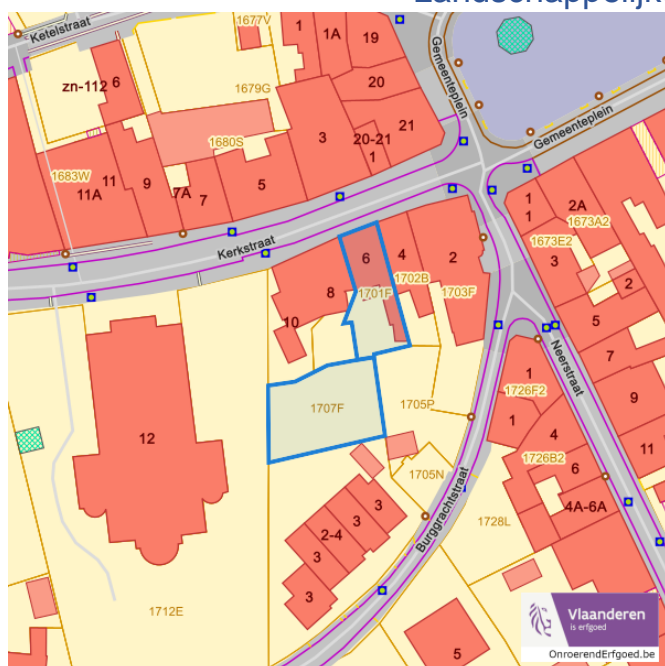 Landschappelijk
Ketelstraat
1677V
1
1A
19
Gemeenteplein
zn-112
6
1679G
20
Gemeenteplein
1680S
3
20-21
21
1
1683W
11A
11
9
7A
7
5
1
1
2A
1673A2
1673E2
3
2
Kerkstraat
6
4
2
1702B
1701F
1703F
8
10
5
7
Neerstraat
12
1707F
1705P
1
1726F2
9
1
4
11
1726B2
6
1705N
4A-6A
3
2-4
3
3
3
Burggrachtstraat
1728L
1712E
5
Vlaanderen
is erfgoed
OnroerendErfgoed.be